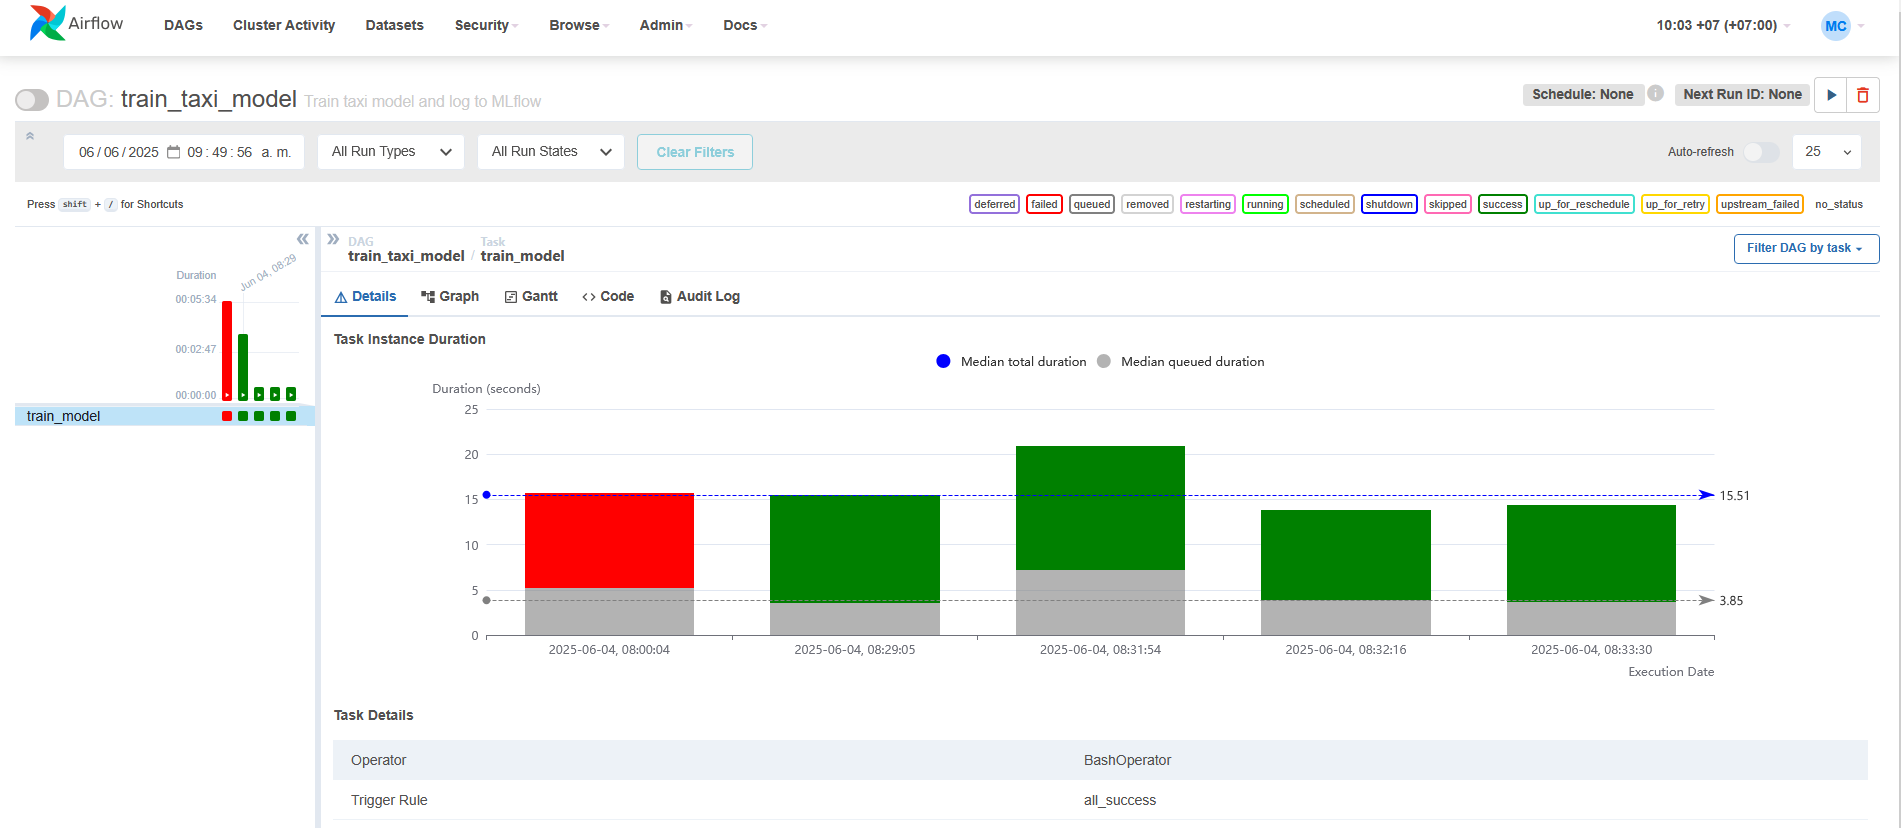 Airflow DAGs Cluster Activity Datasets Security Browse Admin Docs 10:03 +07 (+07:00) MC
DAG: train_taxi_model Train taxi model and log to MLflow Schedule: None i Next Run ID: None
06/06/2025 09:49:56 a. m. All Run Types All Run States Clear Filters Auto-refresh 25
Press shift + / for Shortcuts deferred failed queued removed restarting running scheduled shutdown skipped success up_for_reschedule up_for_retry upstream_failed no_status
DAG Task
train_taxi_model / train_model Filter DAG by task
Jun 04, 08:29
Duration
00:05:34
00:02:47
00:00:00
train_model
Details Graph Gantt Code Audit Log
Task Instance Duration
Median total duration Median queued duration
Duration (seconds)
25
20
15 15.51
10
5 3.85
0
2025-06-04, 08:00:04 2025-06-04, 08:29:05 2025-06-04, 08:31:54 2025-06-04, 08:32:16 2025-06-04, 08:33:30
Execution Date
Task Details
Operator BashOperator
Trigger Rule all_success